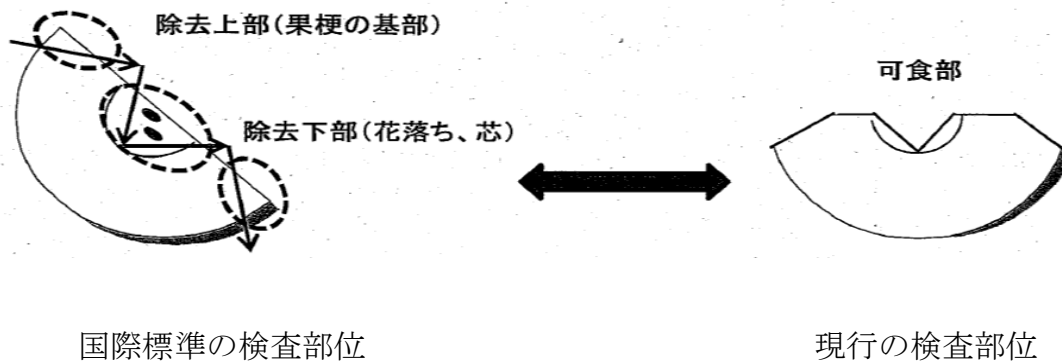 除去上部(果梗の基部)
可食部
除去下部(花落ち、芯)
国際標準の検査部位
現行の検査部位